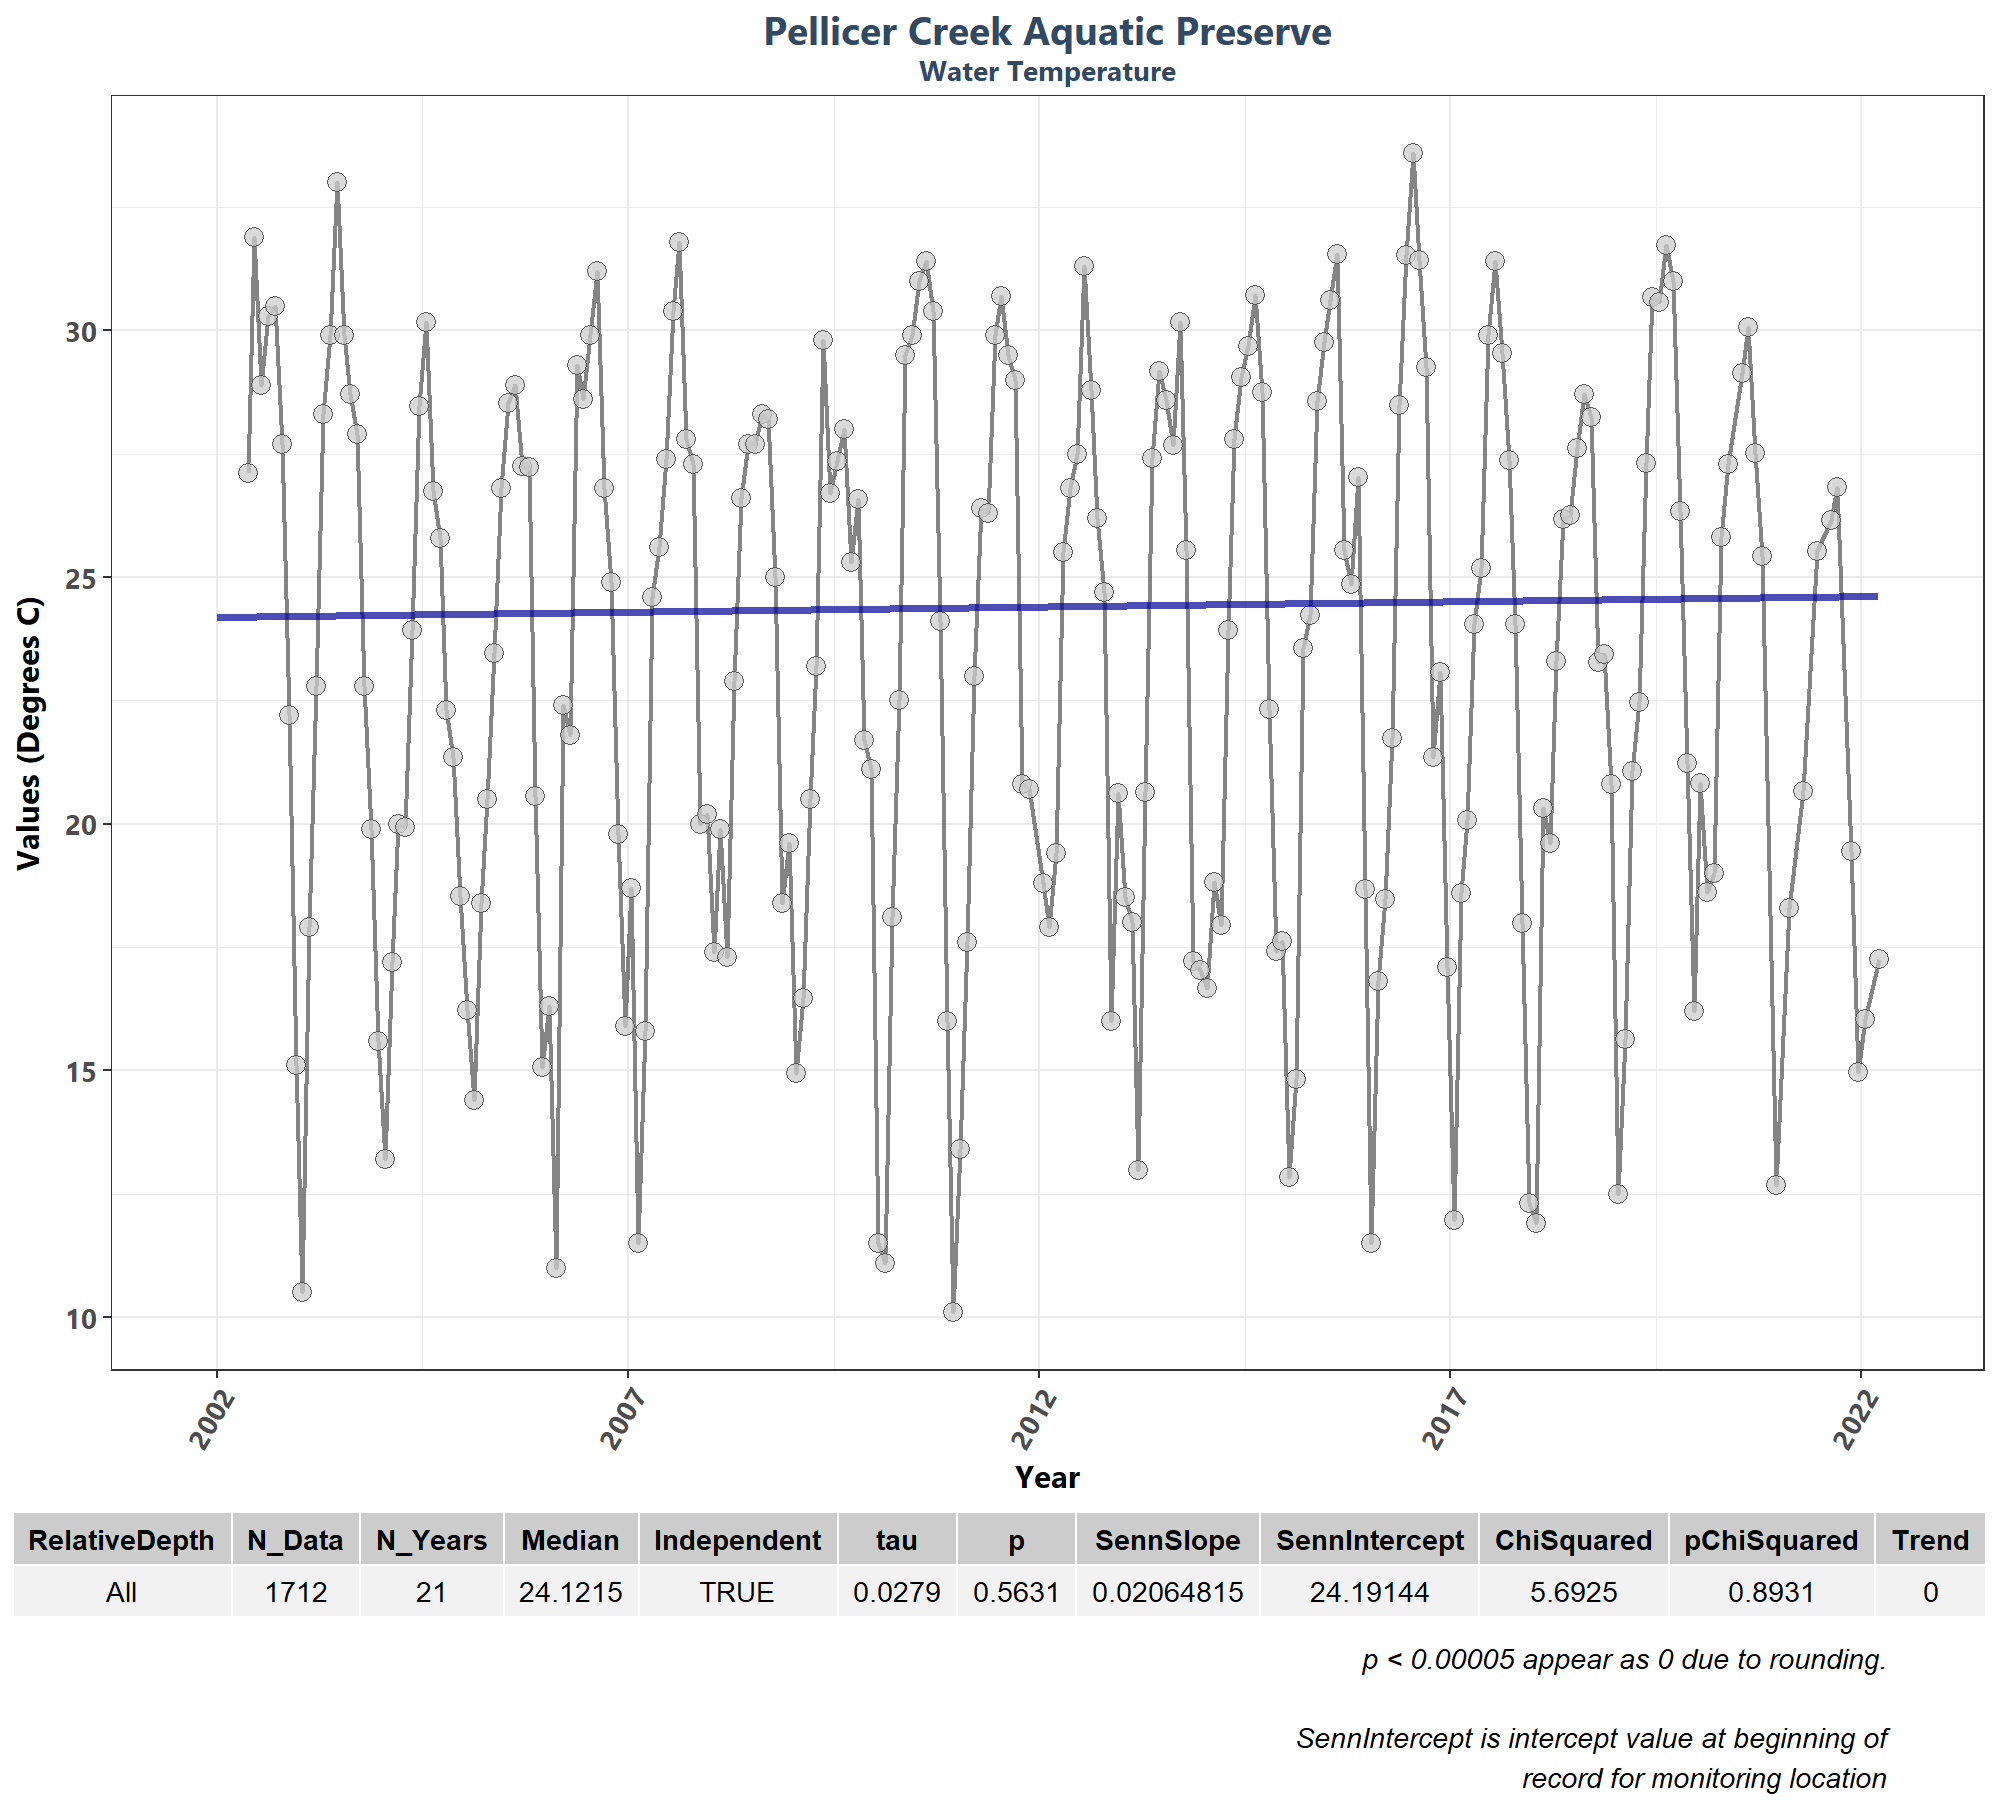 Pellicer Creek Aquatic Preserve
Water Temperature
Values (Degrees C)
30
25
20
15
10
2002
2007
2012
2017
2022
Year
RelativeDepth N_Data N_Years Median Independent tau p SennSlope SennIntercept ChiSquared pChiSquared Trend
All 1712 21 24.1215 TRUE 0.0279 0.5631 0.02064815 24.19144 5.6925 0.8931 0
p < 0.00005 appear as 0 due to rounding.
SennIntercept is intercept value at beginning of
record for monitoring location